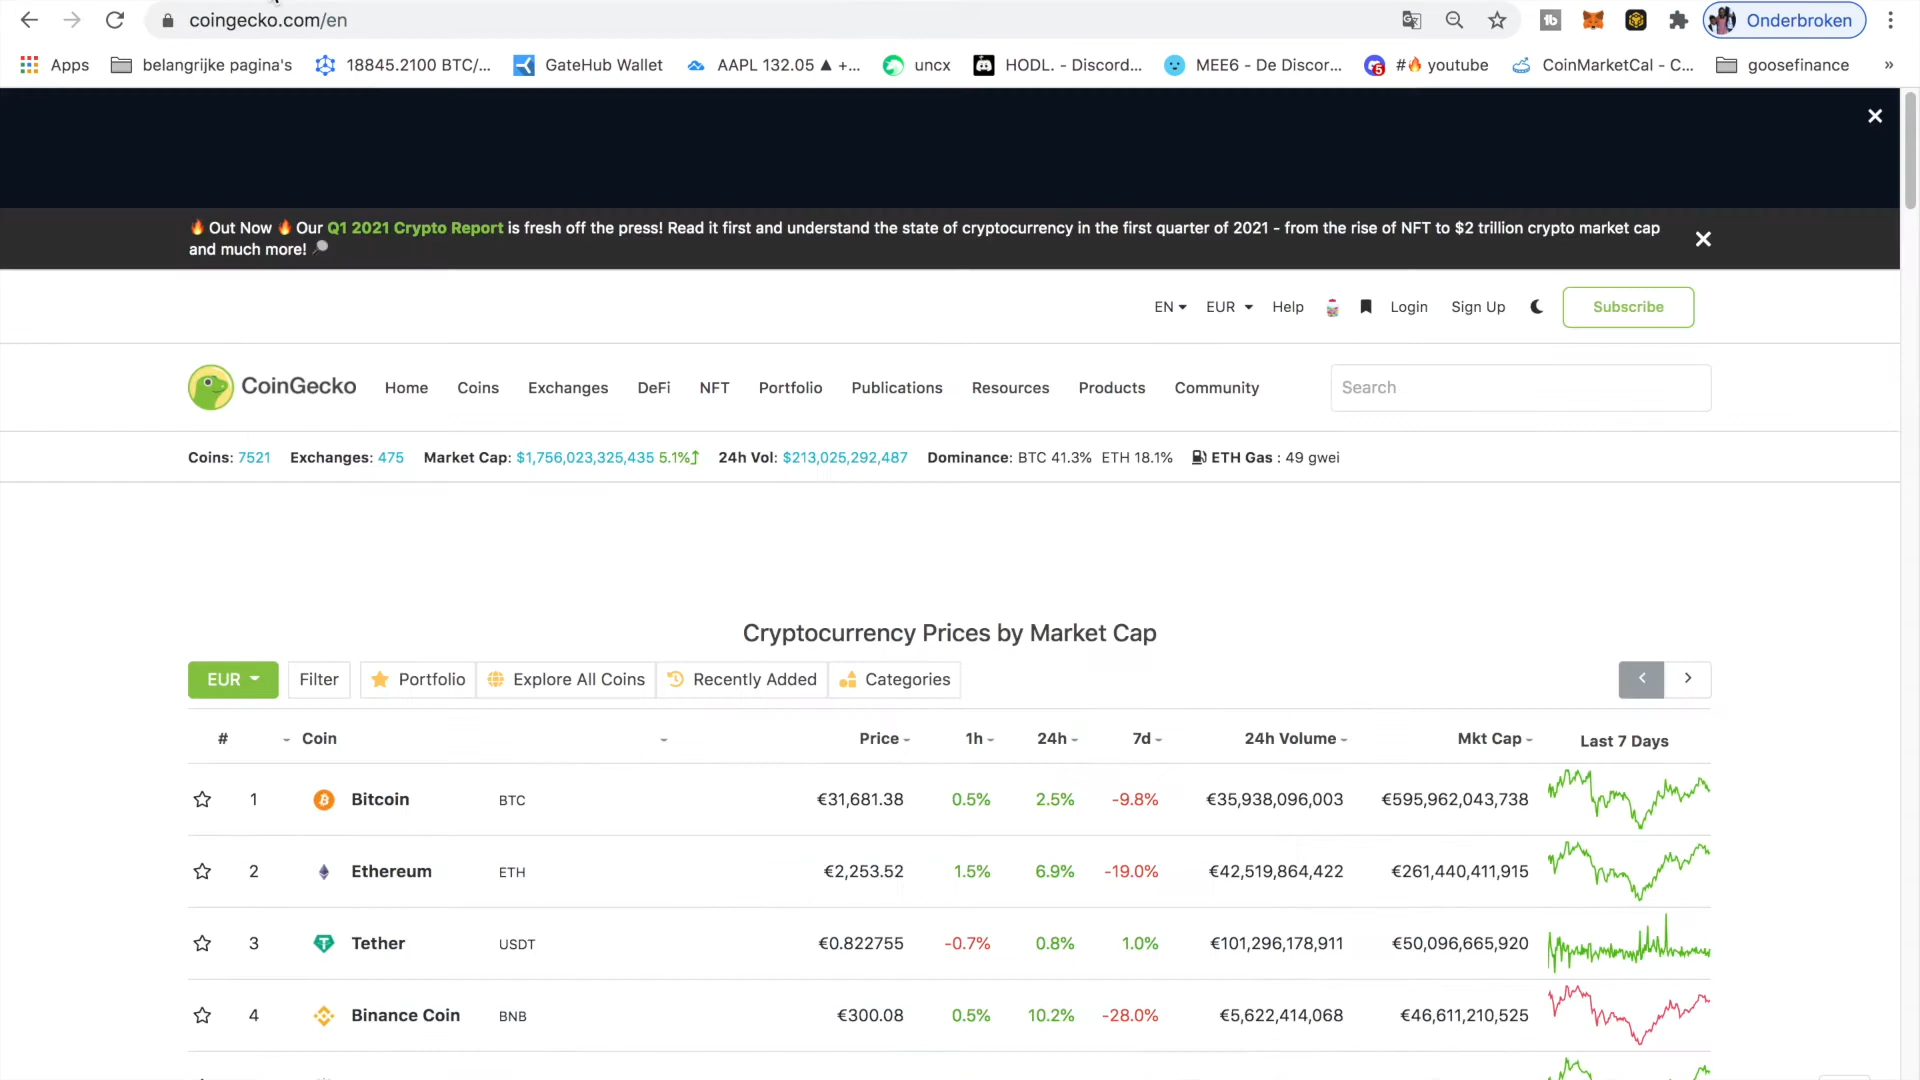 coingecko.com/en
Onderbroken
Apps belangrijke pagina's 18845.2100 BTC/... GateHub Wallet AAPL 132.05 ▲ +... uncx HODL. - Discord... MEE6 - De Discor... #🔥 youtube CoinMarketCal - C... goosefinance »
🔥 Out Now 🔥 Our Q1 2021 Crypto Report is fresh off the press! Read it first and understand the state of cryptocurrency in the first quarter of 2021 - from the rise of NFT to $2 trillion crypto market cap
and much more!
EN EUR Help Login Sign Up Subscribe
CoinGecko Home Coins Exchanges DeFi NFT Portfolio Publications Resources Products Community Search
Coins: 7521 Exchanges: 475 Market Cap: $1,756,023,325,435 5.1% 24h Vol: $213,025,292,487 Dominance: BTC 41.3% ETH 18.1% ETH Gas : 49 gwei
Cryptocurrency Prices by Market Cap
EUR Filter Portfolio Explore All Coins Recently Added Categories
# Coin Price 1h 24h 7d 24h Volume Mkt Cap Last 7 Days
1 Bitcoin BTC €31,681.38 0.5% 2.5% -9.8% €35,938,096,003 €595,962,043,738
2 Ethereum ETH €2,253.52 1.5% 6.9% -19.0% €42,519,864,422 €261,440,411,915
3 Tether USDT €0.822755 -0.7% 0.8% 1.0% €101,296,178,911 €50,096,665,920
4 Binance Coin BNB €300.08 0.5% 10.2% -28.0% €5,622,414,068 €46,611,210,525